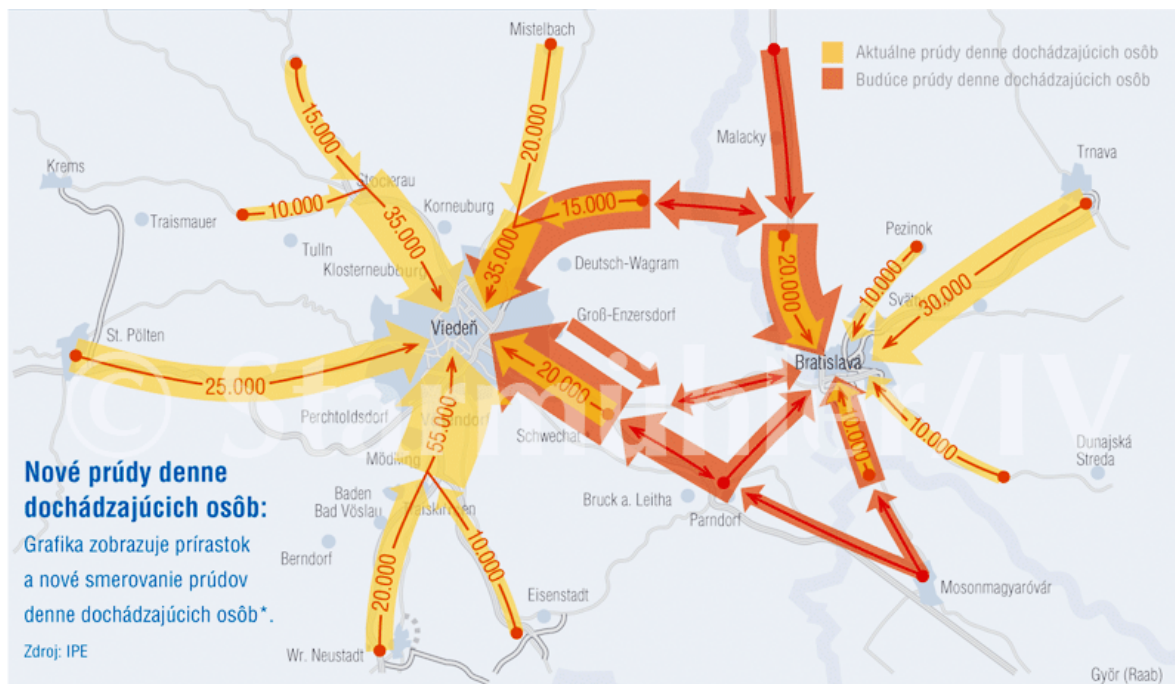 Mistelbach
Aktuálne prúdy denne dochádzajúcich osôb
Budúce prúdy denne dochádzajúcich osôb
Malacky
Trnava
Krems
15.000
20.000
Stockerau
Traismauer
10.000
Korneuburg
15.000
Pezinok
Tulln
35.000
35.000
Deutsch-Wagram
20.000
10.000
Klosterneuburg
30.000
Svätý
Groß-Enzersdorf
Viedeň
St. Pölten
Bratislava
25.000
20.000
© Starmühler/IV
Perchtoldsdorf
55.000
Schwechat
10.000
10.000
Dunajská
Streda
Mödling
Nové prúdy denne
dochádzajúcich osôb:
Baden
Bad Vöslau
Bruck a. Leitha
Parndorf
Grafika zobrazuje prírastok
a nové smerovanie prúdov
denne dochádzajúcich osôb*.
Zdroj: IPE
Berndorf
20.000
10.000
Eisenstadt
Mosonmagyaróvár
Wr. Neustadt
Györ (Raab)